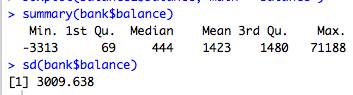 > summary(bank$balance)
Min. 1st Qu. Median Mean 3rd Qu. Max.
-3313 69 444 1423 1480 71188
> sd(bank$balance)
[1] 3009.638